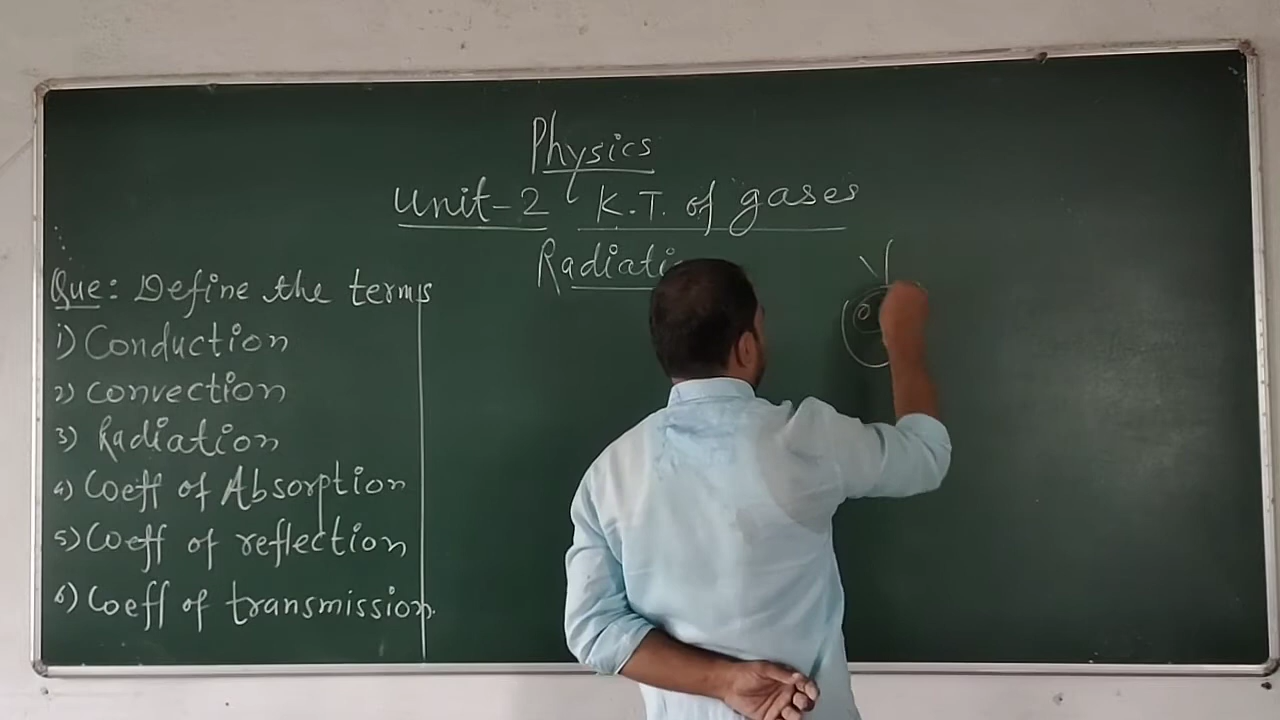 Physics
Unit-2 K.T. of gases
Que: Define the terms
1) Conduction
2) Convection
3) Radiation
4) Coeff of Absorption
5) Coeff of reflection
6) Coeff of transmission.